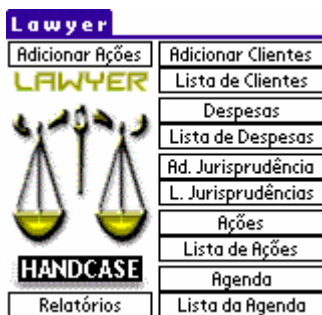 Lawyer
Adicionar Ações
Adicionar Clientes
LAWYER
Lista de Clientes
Despesas
Lista de Despesas
Ad. Jurisprudência
L. Jurisprudências
Ações
Lista de Ações
HANDCASE
Agenda
Relatórios
Lista da Agenda